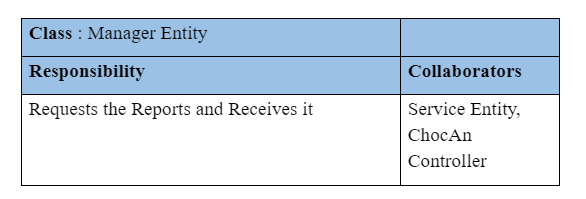 Class : Manager Entity
Responsibility Collaborators
Requests the Reports and Receives it Service Entity,
ChocAn
Controller